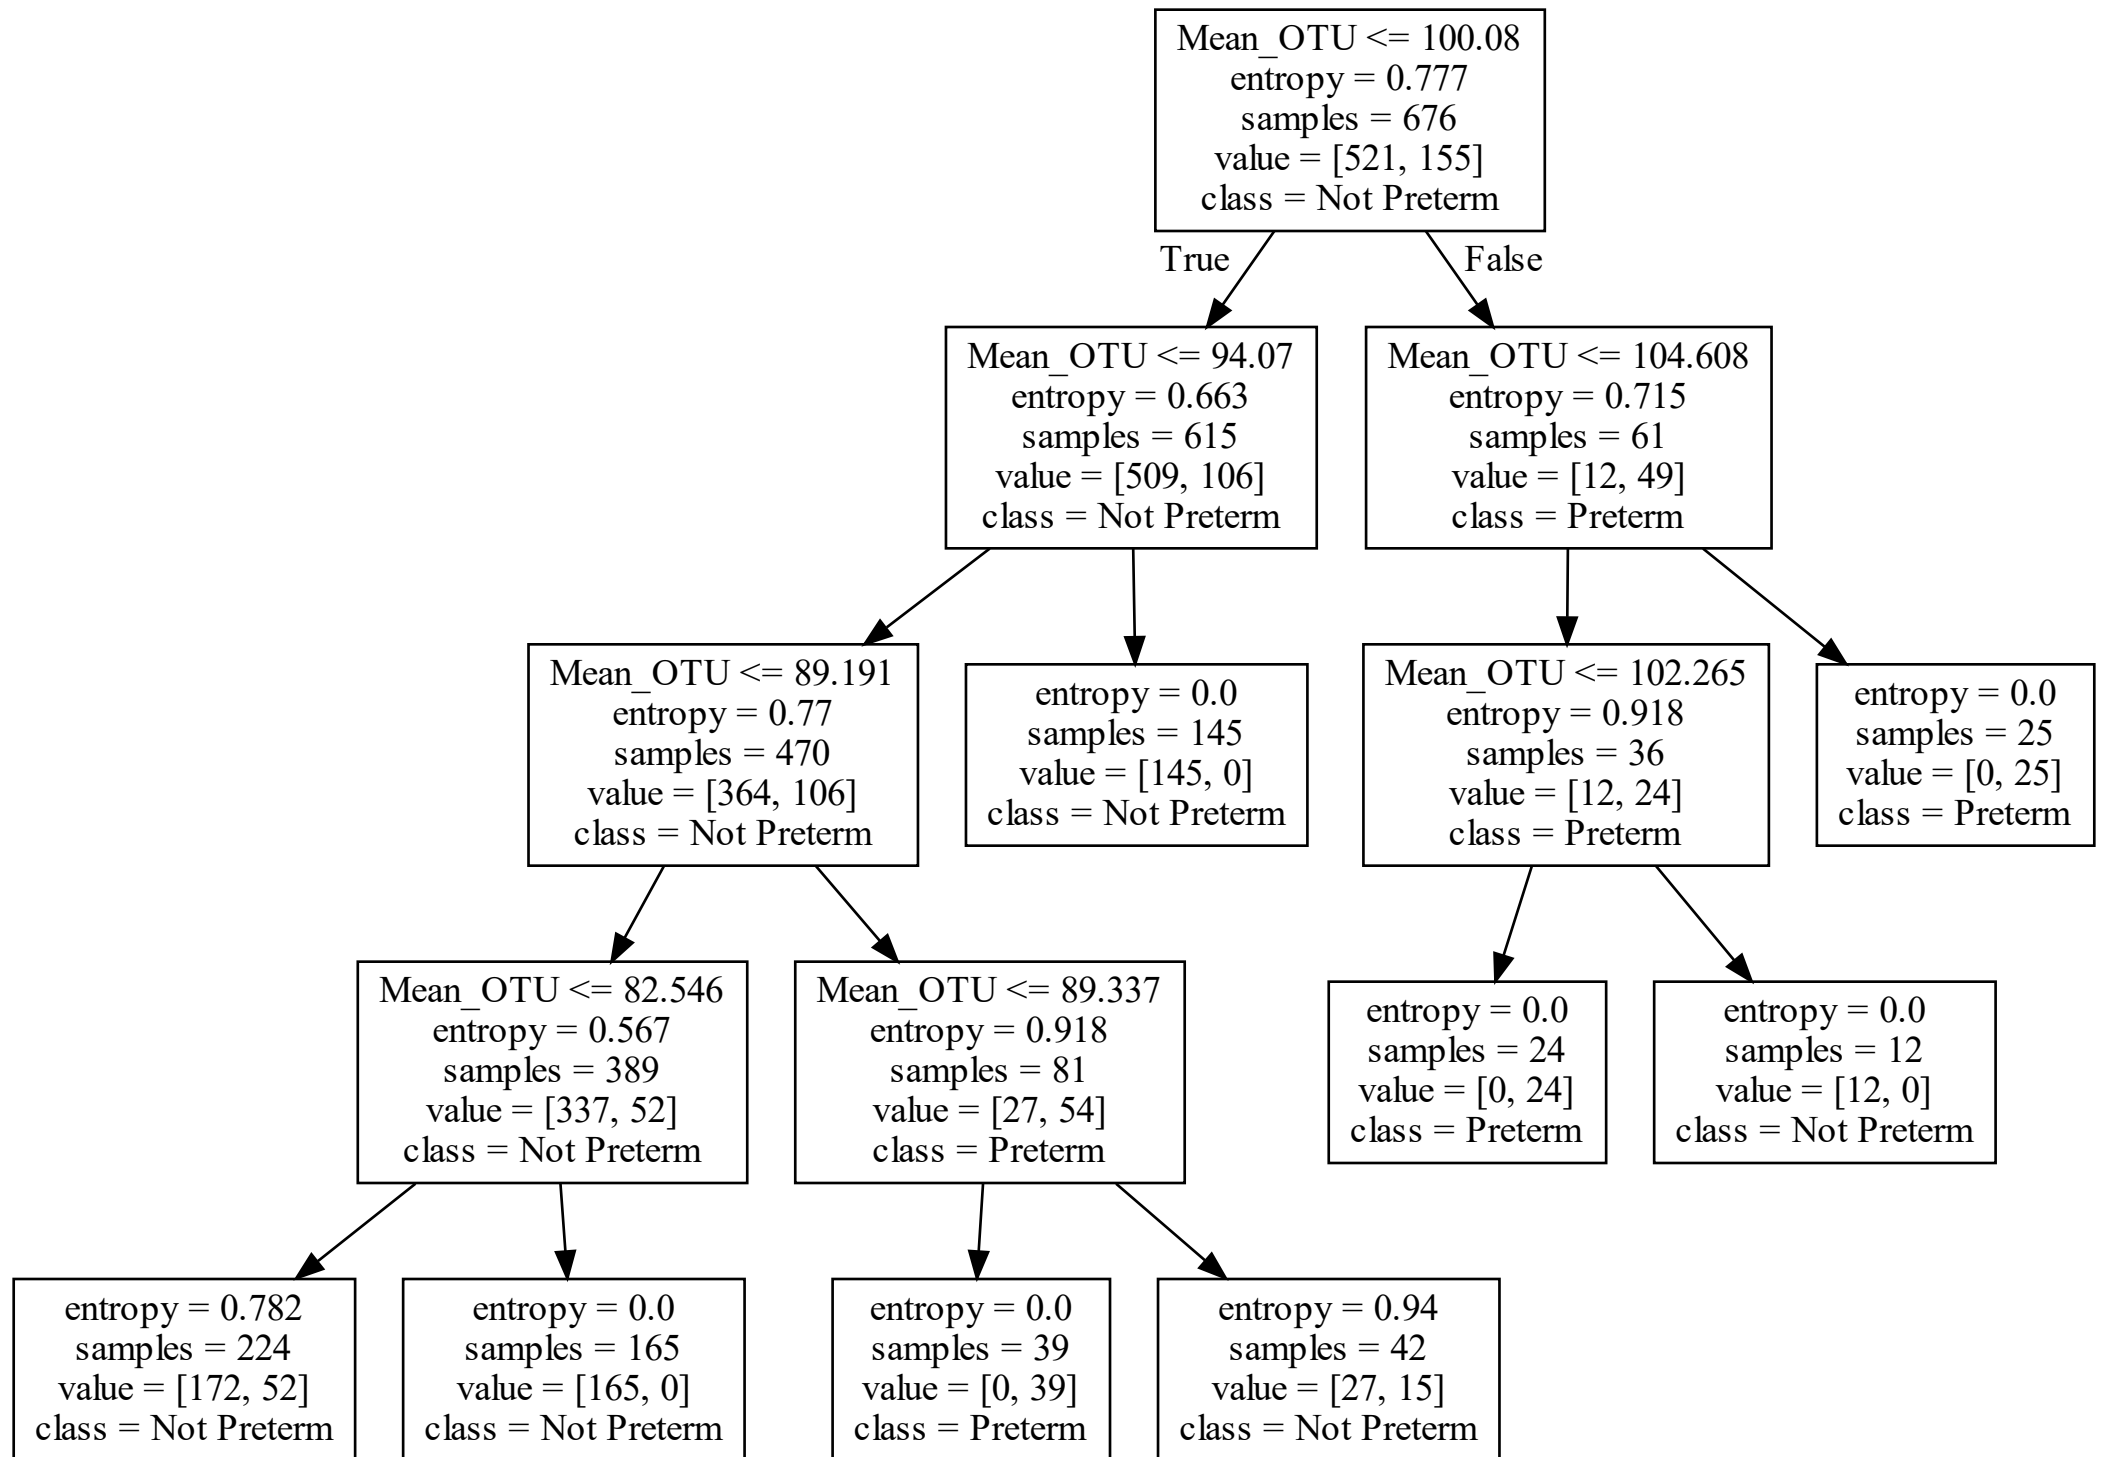 Mean_OTU <= 100.08
entropy = 0.777
samples = 676
value = [521, 155]
class = Not Preterm
True
False
Mean_OTU <= 94.07
entropy = 0.663
samples = 615
value = [509, 106]
class = Not Preterm
Mean_OTU <= 104.608
entropy = 0.715
samples = 61
value = [12, 49]
class = Preterm
Mean_OTU <= 89.191
entropy = 0.77
samples = 470
value = [364, 106]
class = Not Preterm
entropy = 0.0
samples = 145
value = [145, 0]
class = Not Preterm
Mean_OTU <= 102.265
entropy = 0.918
samples = 36
value = [12, 24]
class = Preterm
entropy = 0.0
samples = 25
value = [0, 25]
class = Preterm
Mean_OTU <= 82.546
entropy = 0.567
samples = 389
value = [337, 52]
class = Not Preterm
Mean_OTU <= 89.337
entropy = 0.918
samples = 81
value = [27, 54]
class = Preterm
entropy = 0.0
samples = 24
value = [0, 24]
class = Preterm
entropy = 0.0
samples = 12
value = [12, 0]
class = Not Preterm
entropy = 0.782
samples = 224
value = [172, 52]
class = Not Preterm
entropy = 0.0
samples = 165
value = [165, 0]
class = Not Preterm
entropy = 0.0
samples = 39
value = [0, 39]
class = Preterm
entropy = 0.94
samples = 42
value = [27, 15]
class = Not Preterm